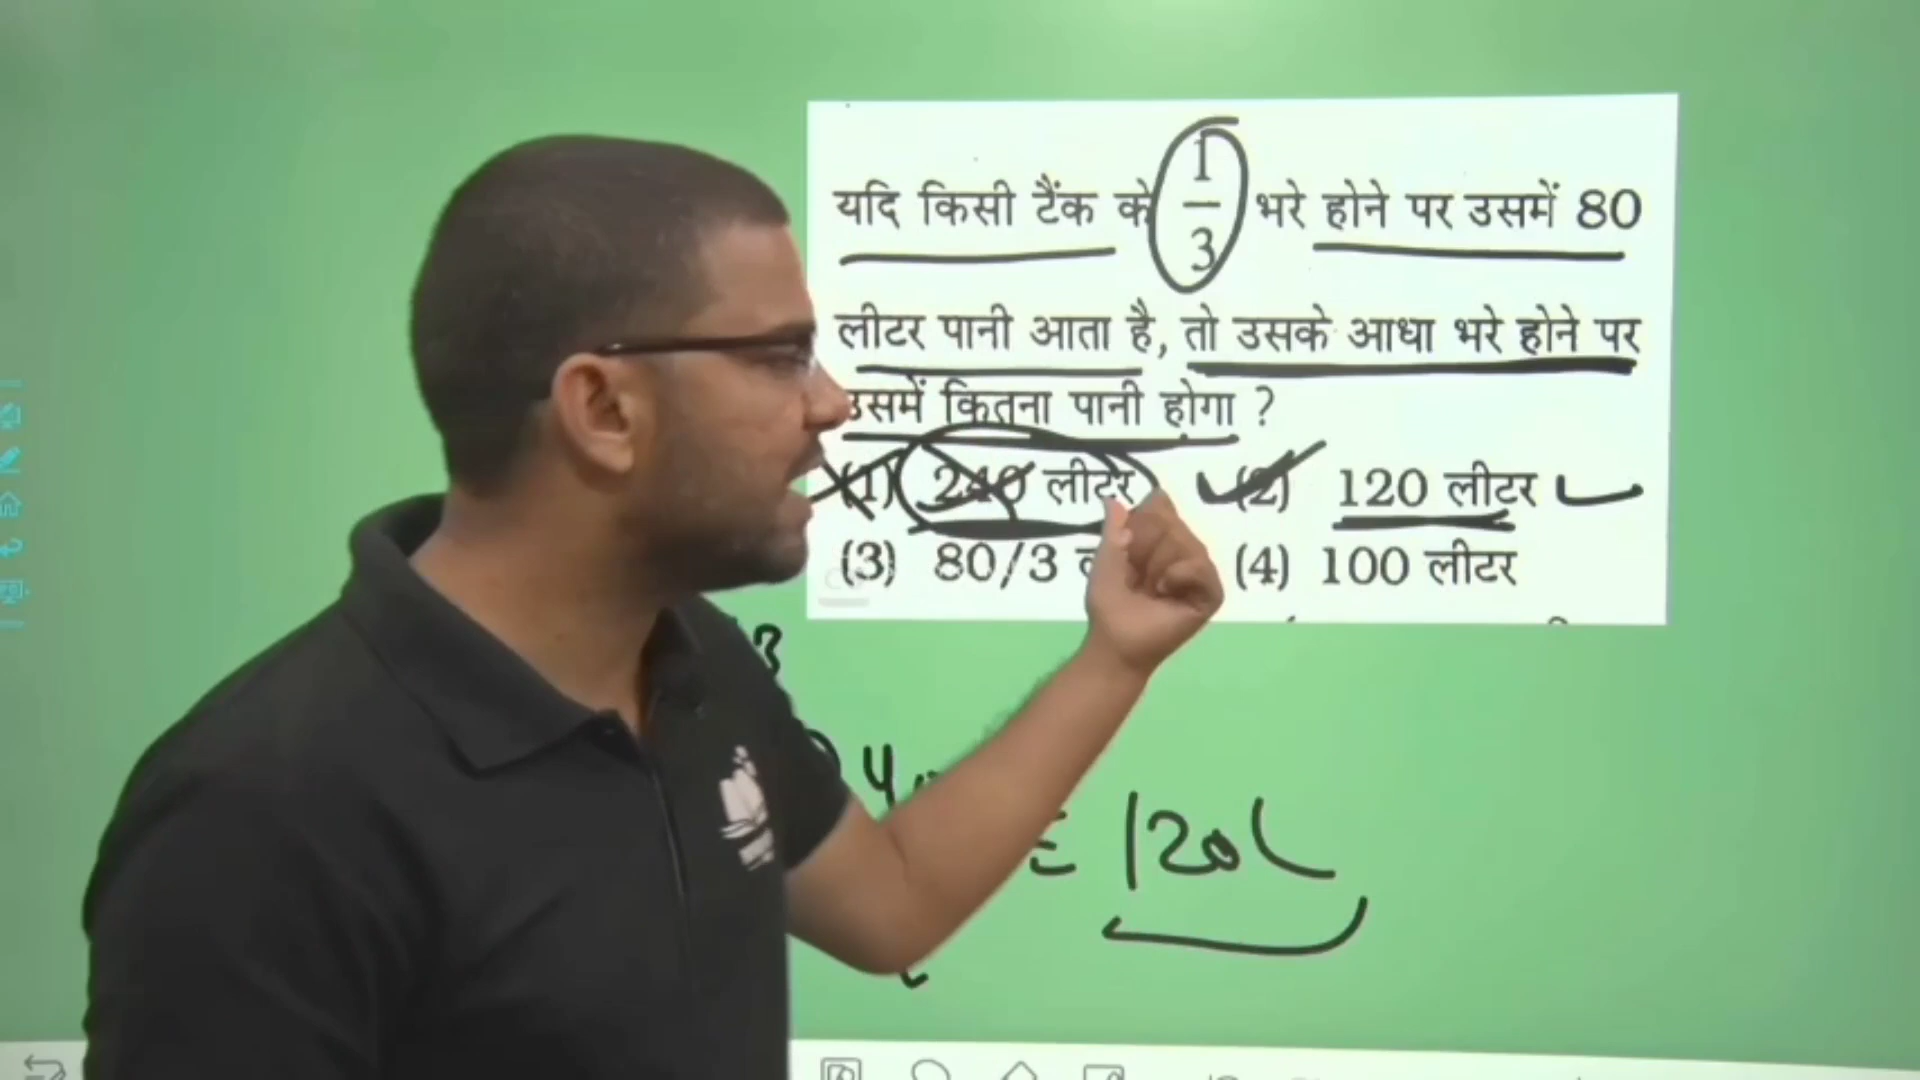 यदि किसी टैंक के 1/3 भरे होने पर उसमें 80
लीटर पानी आता है, तो उसके आधा भरे होने पर
उसमें कितना पानी होगा ?
(1) 240 लीटर (2) 120 लीटर
(3) 80/3 (4) 100 लीटर
3
= 120L